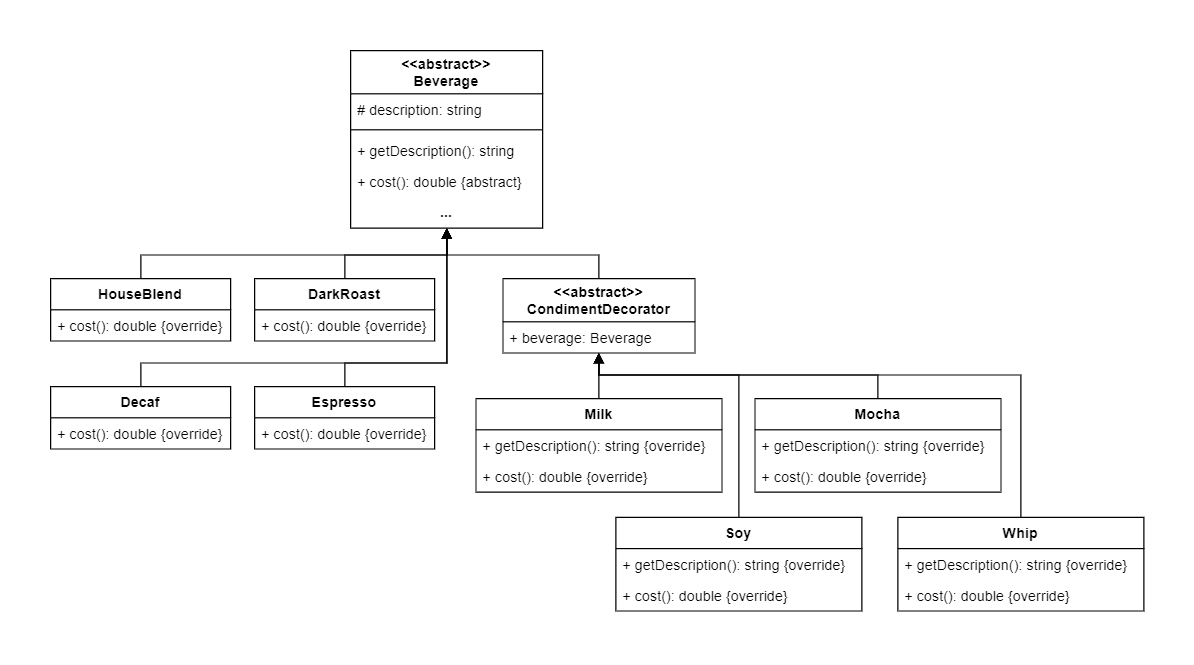 <<abstract>>
Beverage
# description: string
+ getDescription(): string
+ cost(): double {abstract}
...
HouseBlend
+ cost(): double {override}
DarkRoast
+ cost(): double {override}
<<abstract>>
CondimentDecorator
+ beverage: Beverage
Decaf
+ cost(): double {override}
Espresso
+ cost(): double {override}
Milk
+ getDescription(): string {override}
+ cost(): double {override}
Mocha
+ getDescription(): string {override}
+ cost(): double {override}
Soy
+ getDescription(): string {override}
+ cost(): double {override}
Whip
+ getDescription(): string {override}
+ cost(): double {override}